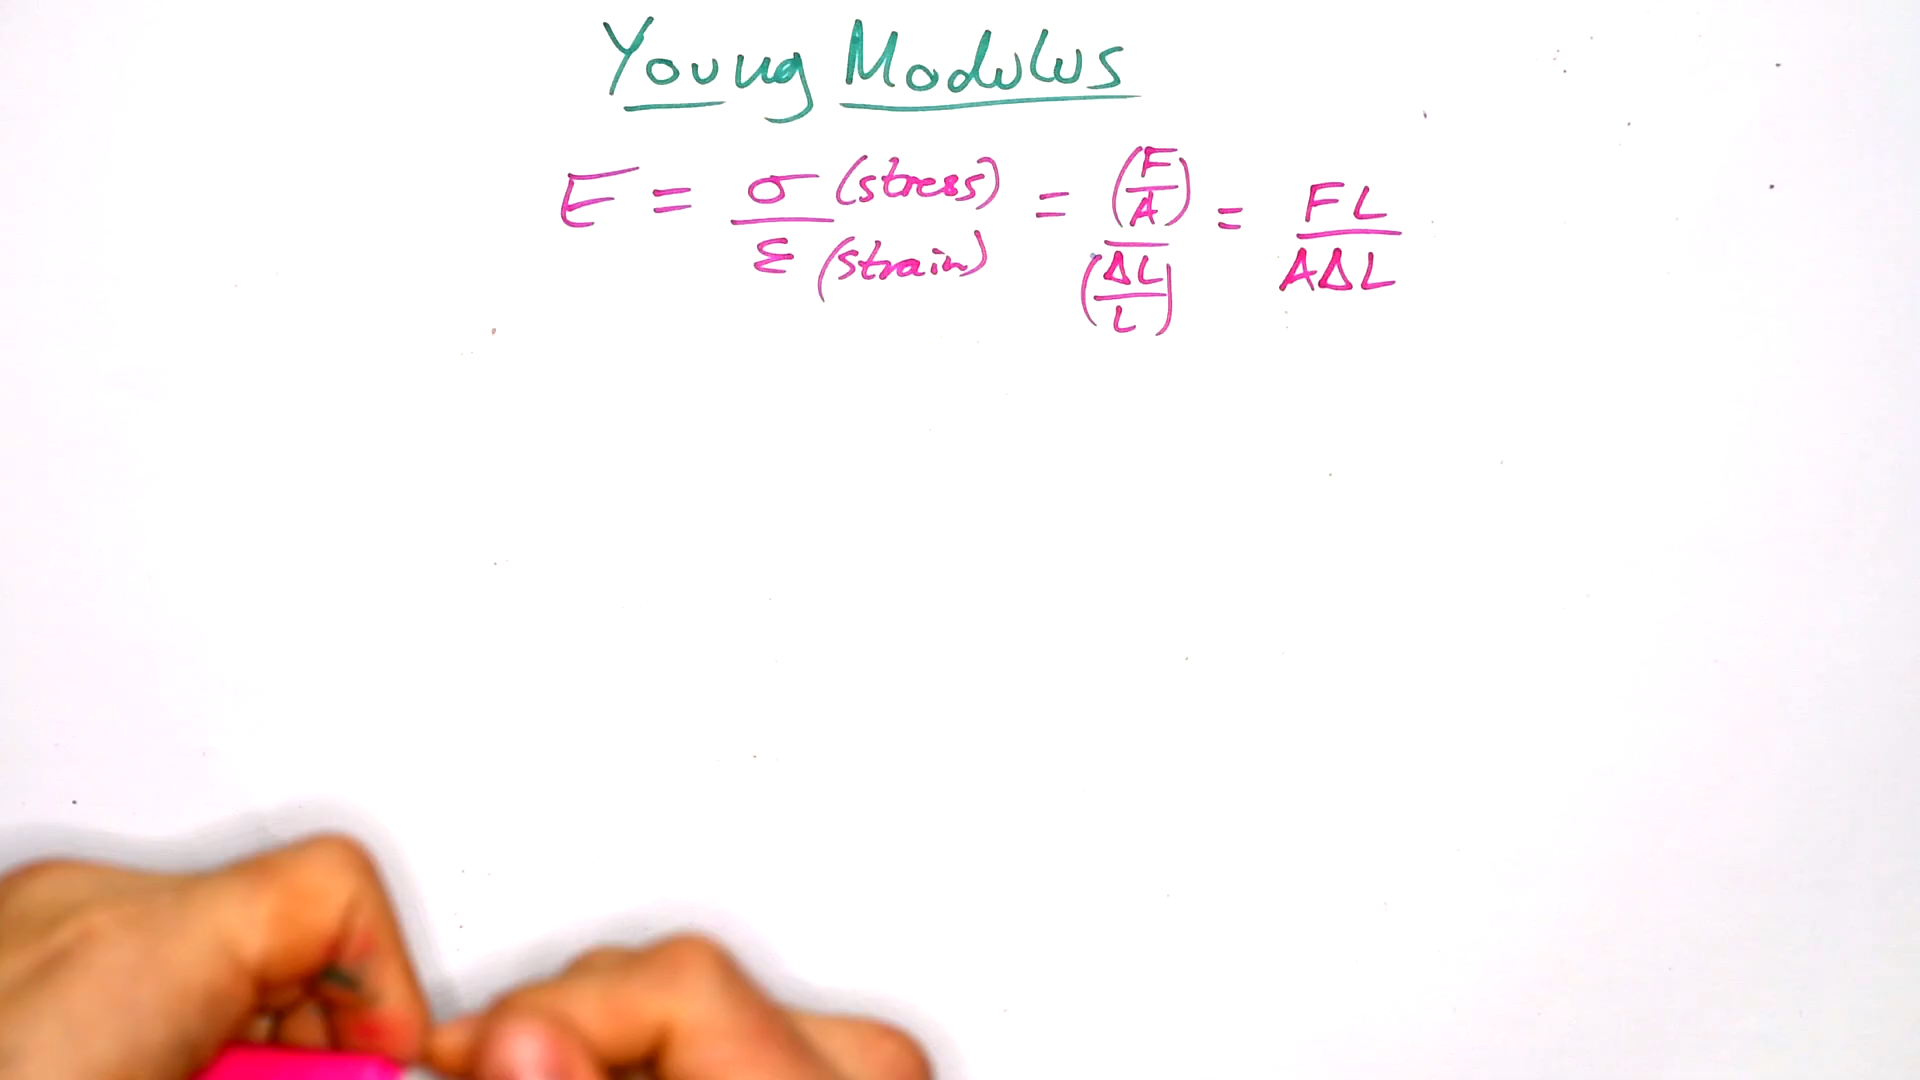 Young Modulus
E = σ (stress) / ε (strain) = (F/A) / (ΔL/L) = FL / AΔL